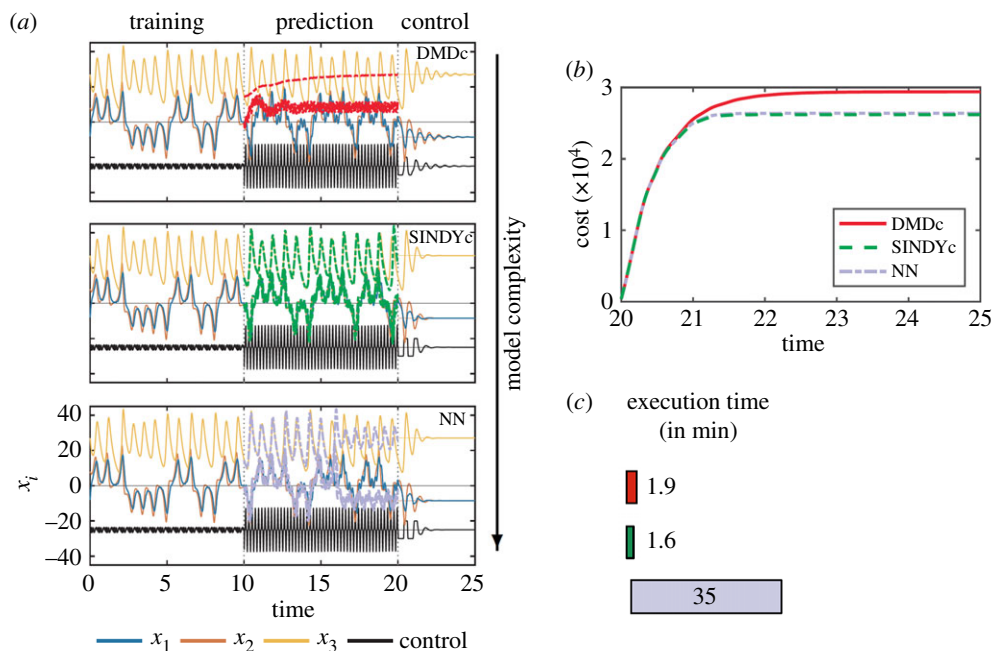 (a)
training prediction control
DMDc
SINDYc
NN
40
20
0
−20
−40
x_i
0 5 10 15 20 25
time
x_1 x_2 x_3 control
model complexity
(b)
3
2
1
0
cost (×10^4)
DMDc
SINDYc
NN
20 21 22 23 24 25
time
(c)
execution time
(in min)
1.9
1.6
35